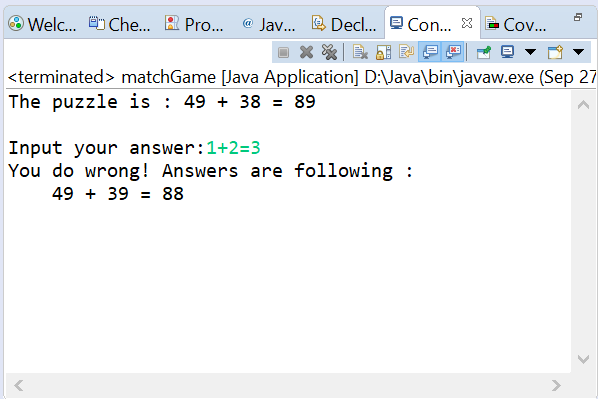 Welc... Che... Pro... @ Jav... Decl... Con... Cov...
<terminated> matchGame [Java Application] D:\Java\bin\javaw.exe (Sep 27
The puzzle is : 49 + 38 = 89
Input your answer:1+2=3
You do wrong! Answers are following :
49 + 39 = 88